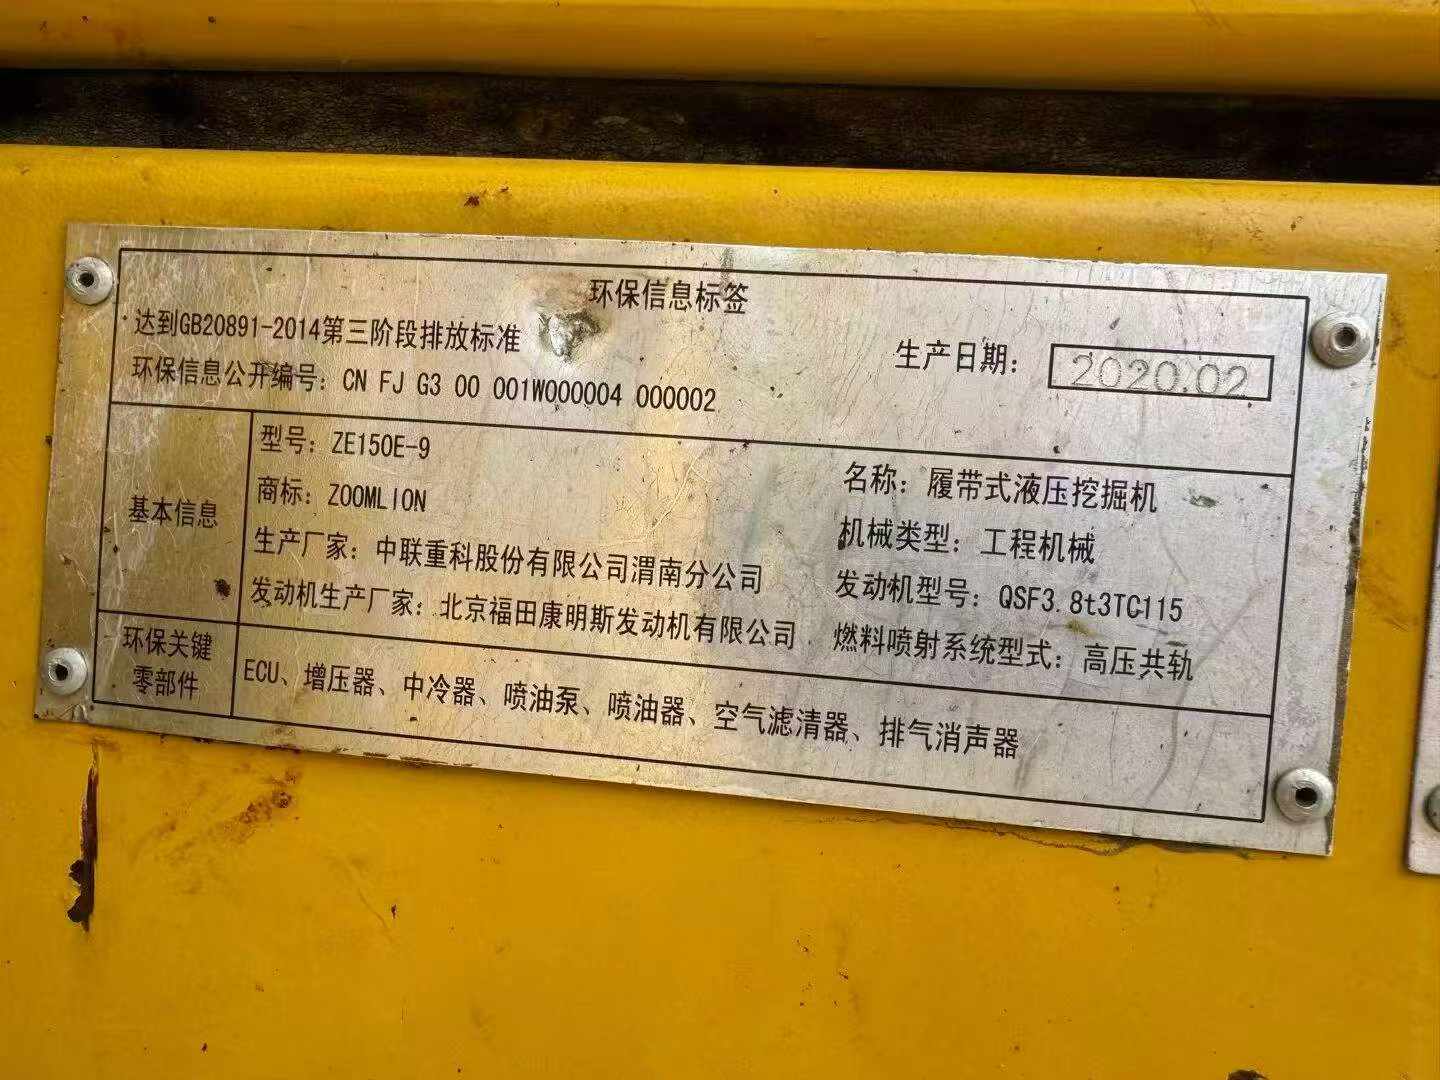 环保信息标签
达到GB20891-2014第三阶段排放标准
生产日期： 2020.02
环保信息公开编号：CN FJ G3 00 001W000004 000002
基本信息
型号：ZE150E-9
名称：履带式液压挖掘机
商标：ZOOMLION
机械类型：工程机械
生产厂家：中联重科股份有限公司渭南分公司
发动机型号：QSF3.8t3TC115
发动机生产厂家：北京福田康明斯发动机有限公司
燃料喷射系统型式：高压共轨
环保关键
零部件
ECU、增压器、中冷器、喷油泵、喷油器、空气滤清器、排气消声器